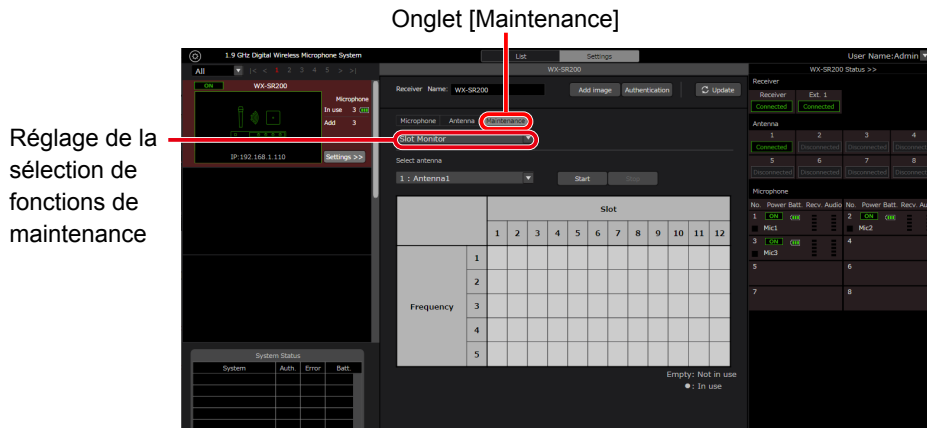 Onglet [Maintenance]
Réglage de la
sélection de
fonctions de
maintenance
1.9 GHz Digital Wireless Microphone System
List
Settings
User Name:Admin
All
|< < 1 2 3 4 5 > >|
WX-SR200
WX-SR200 Status >>
ON WX-SR200
Microphone
In use 3
Add 3
IP:192.168.1.110
Settings >>
Receiver Name: WX-SR200
Add image
Authentication
Update
Microphone Antenna Maintenance
Slot Monitor
Select antenna
1 : Antenna1
Start
Stop
Slot
1 2 3 4 5 6 7 8 9 10 11 12
Frequency
1
2
3
4
5
Empty: Not in use
●: In use
System Status
System Auth. Error Batt.
Receiver
Receiver Ext. 1
Connected Connected
Antenna
1 2 3 4
Connected Disconnected Disconnected Disconnect
5 6 7 8
Disconnected Disconnected Disconnected Disconnect
Microphone
No. Power Batt. Recv. Audio No. Power Batt. Recv. Au
1 ON 2 ON
Mic1 Mic2
3 ON 4
Mic3
5 6
7 8